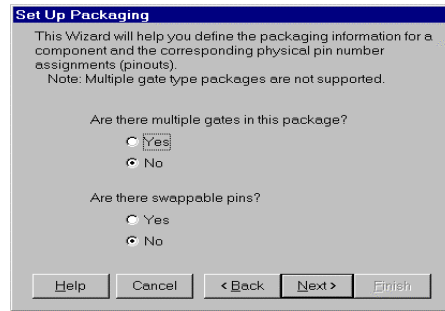 Set Up Packaging
This Wizard will help you define the packaging information for a
component and the corresponding physical pin number
assignments (pinouts).
Note: Multiple gate type packages are not supported.
Are there multiple gates in this package?
Yes
No
Are there swappable pins?
Yes
No
Help Cancel < Back Next > Finish